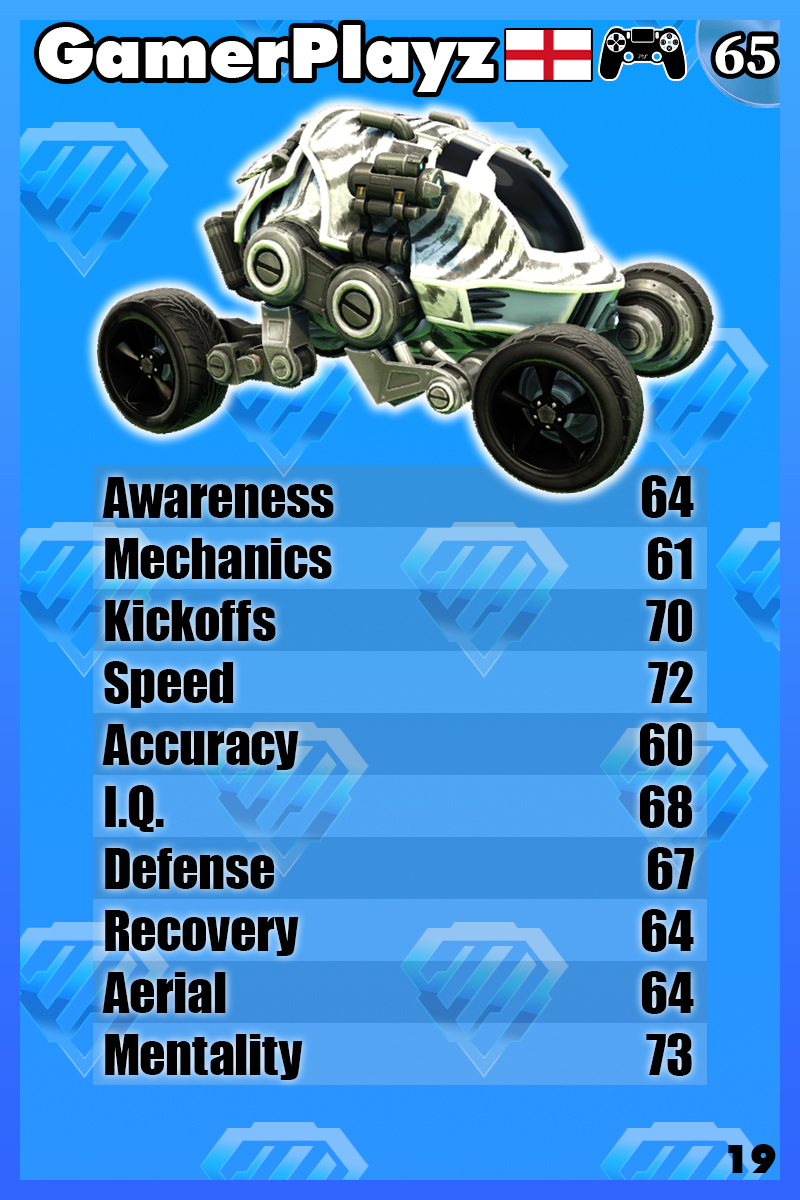 GamerPlayz 65
Awareness 64
Mechanics 61
Kickoffs 70
Speed 72
Accuracy 60
I.Q. 68
Defense 67
Recovery 64
Aerial 64
Mentality 73
19